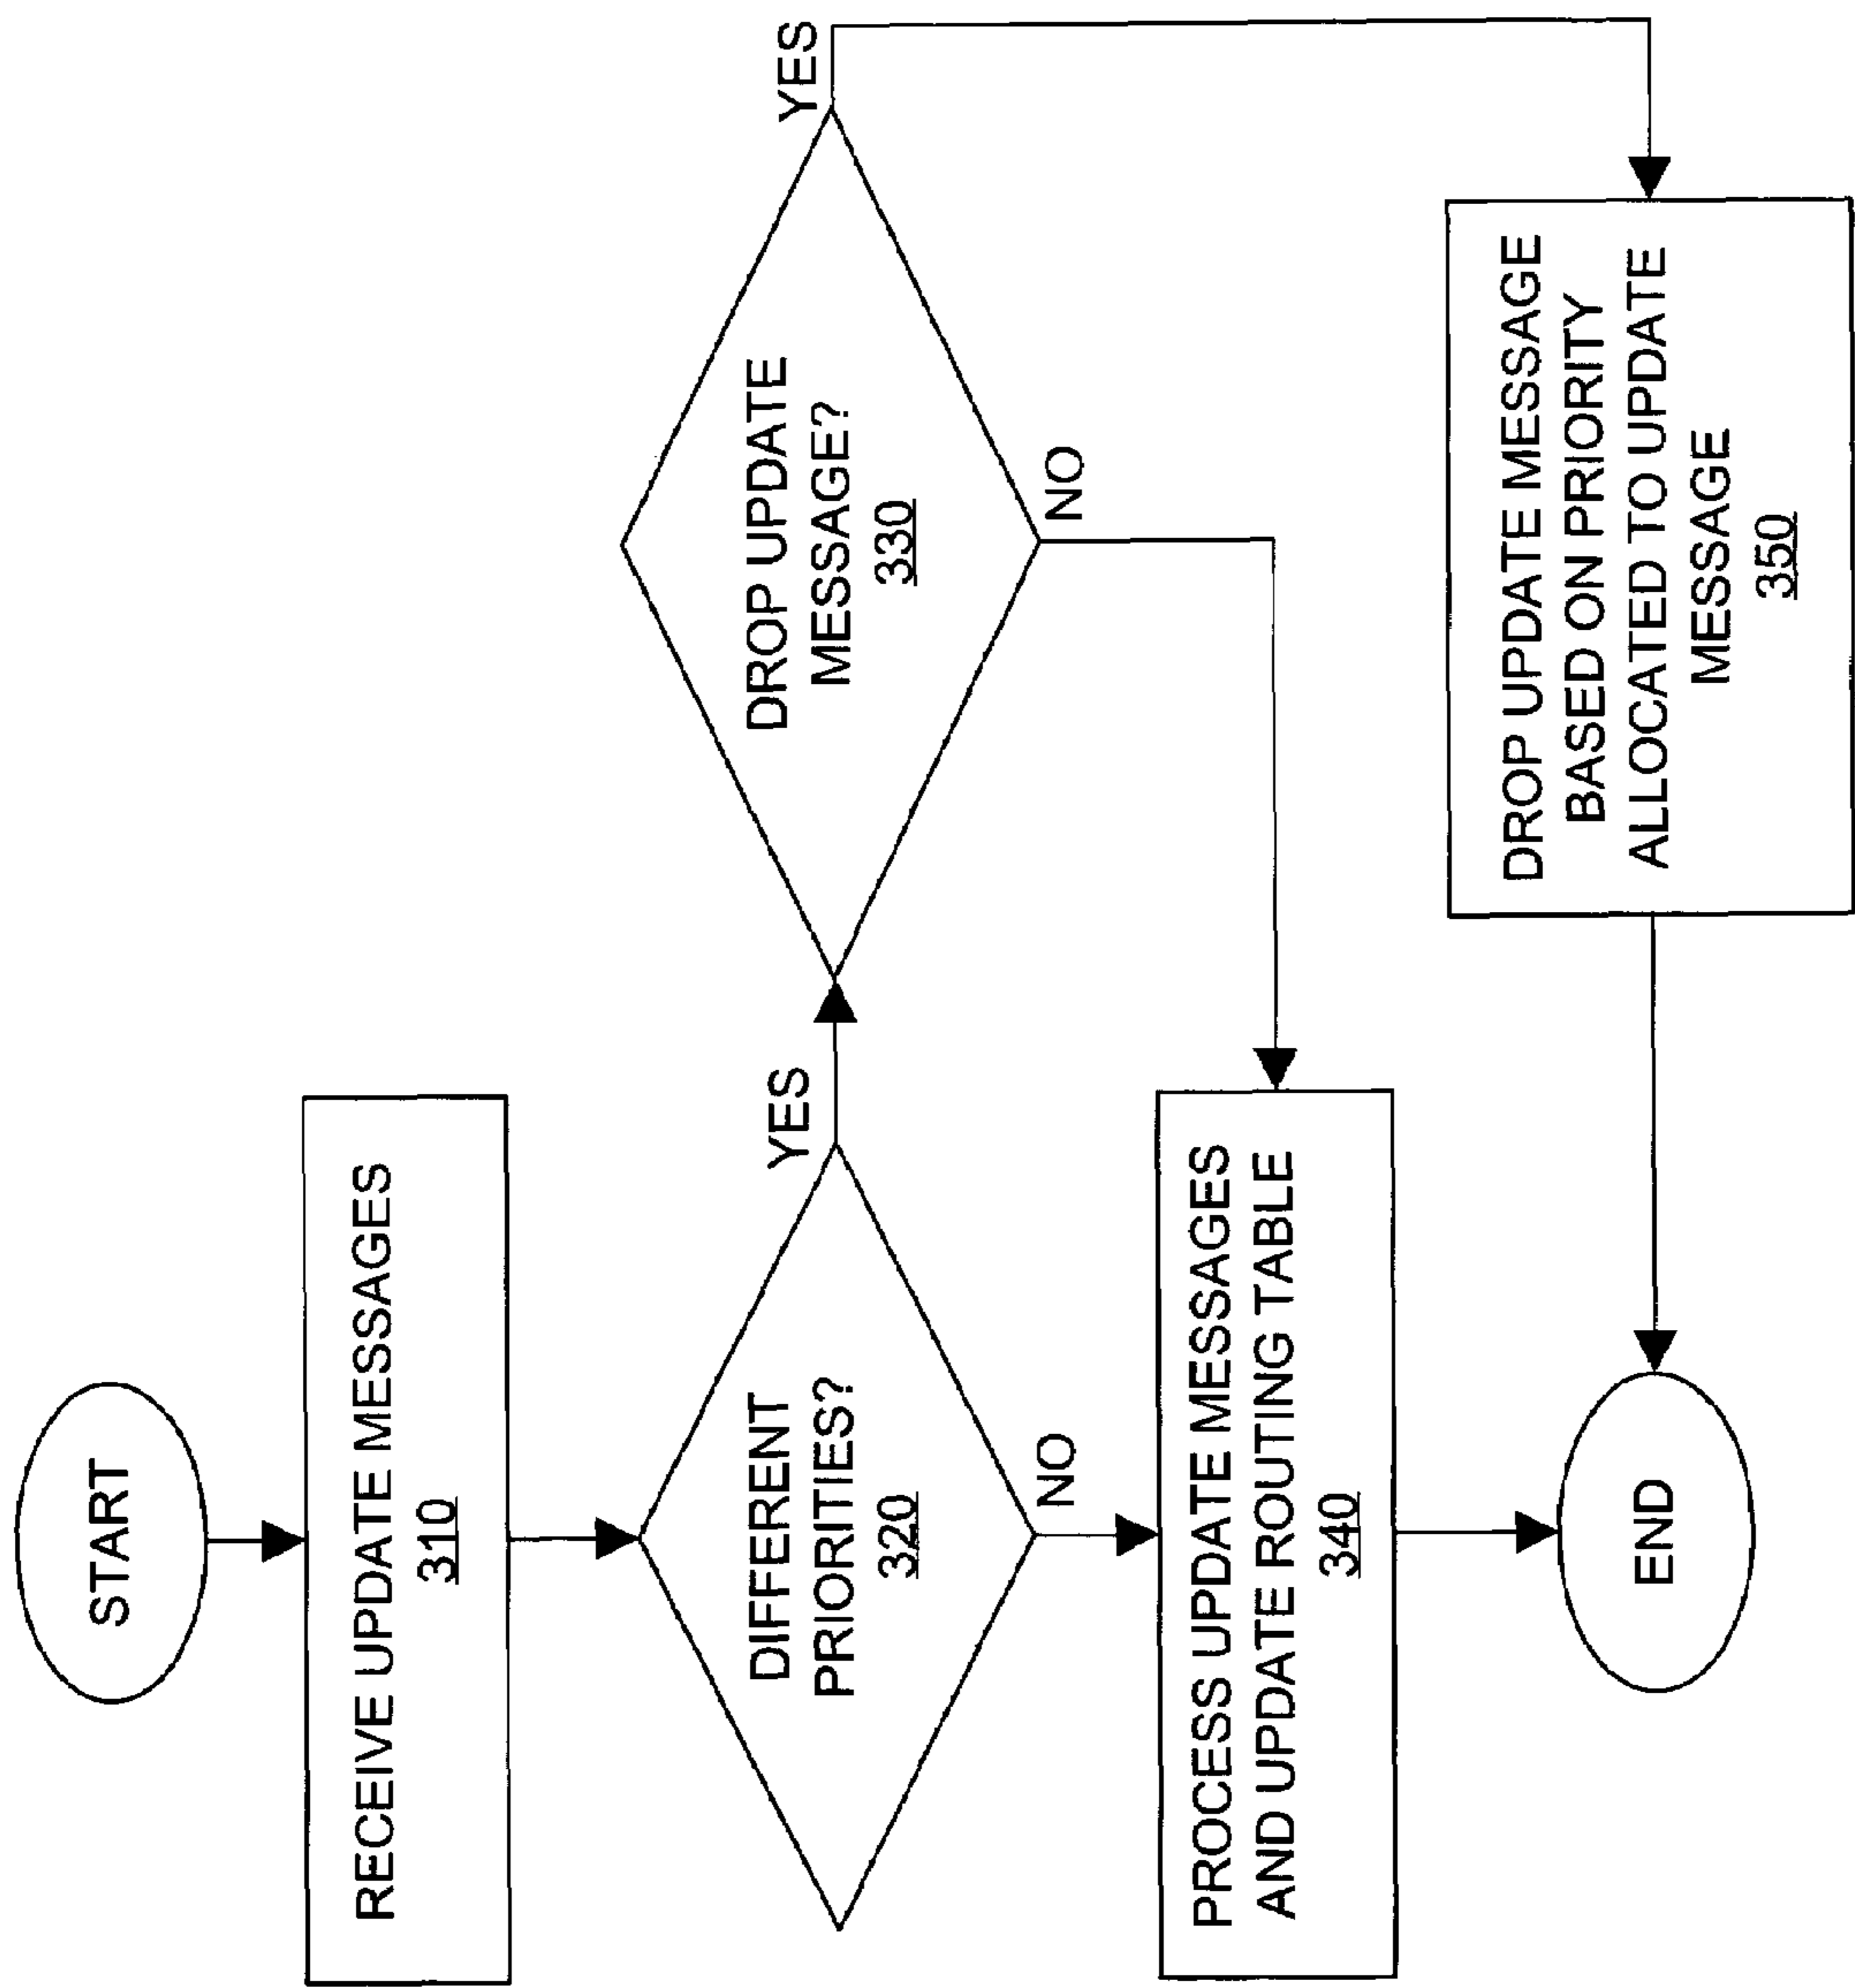 START
RECEIVE UPDATE MESSAGES
310
DIFFERENT
PRIORITIES?
320
YES
NO
DROP UPDATE
MESSAGE?
330
YES
NO
PROCESS UPDATE MESSAGES
AND UPDATE ROUTING TABLE
340
DROP UPDATE MESSAGE
BASED ON PRIORITY
ALLOCATED TO UPDATE
MESSAGE
350
END